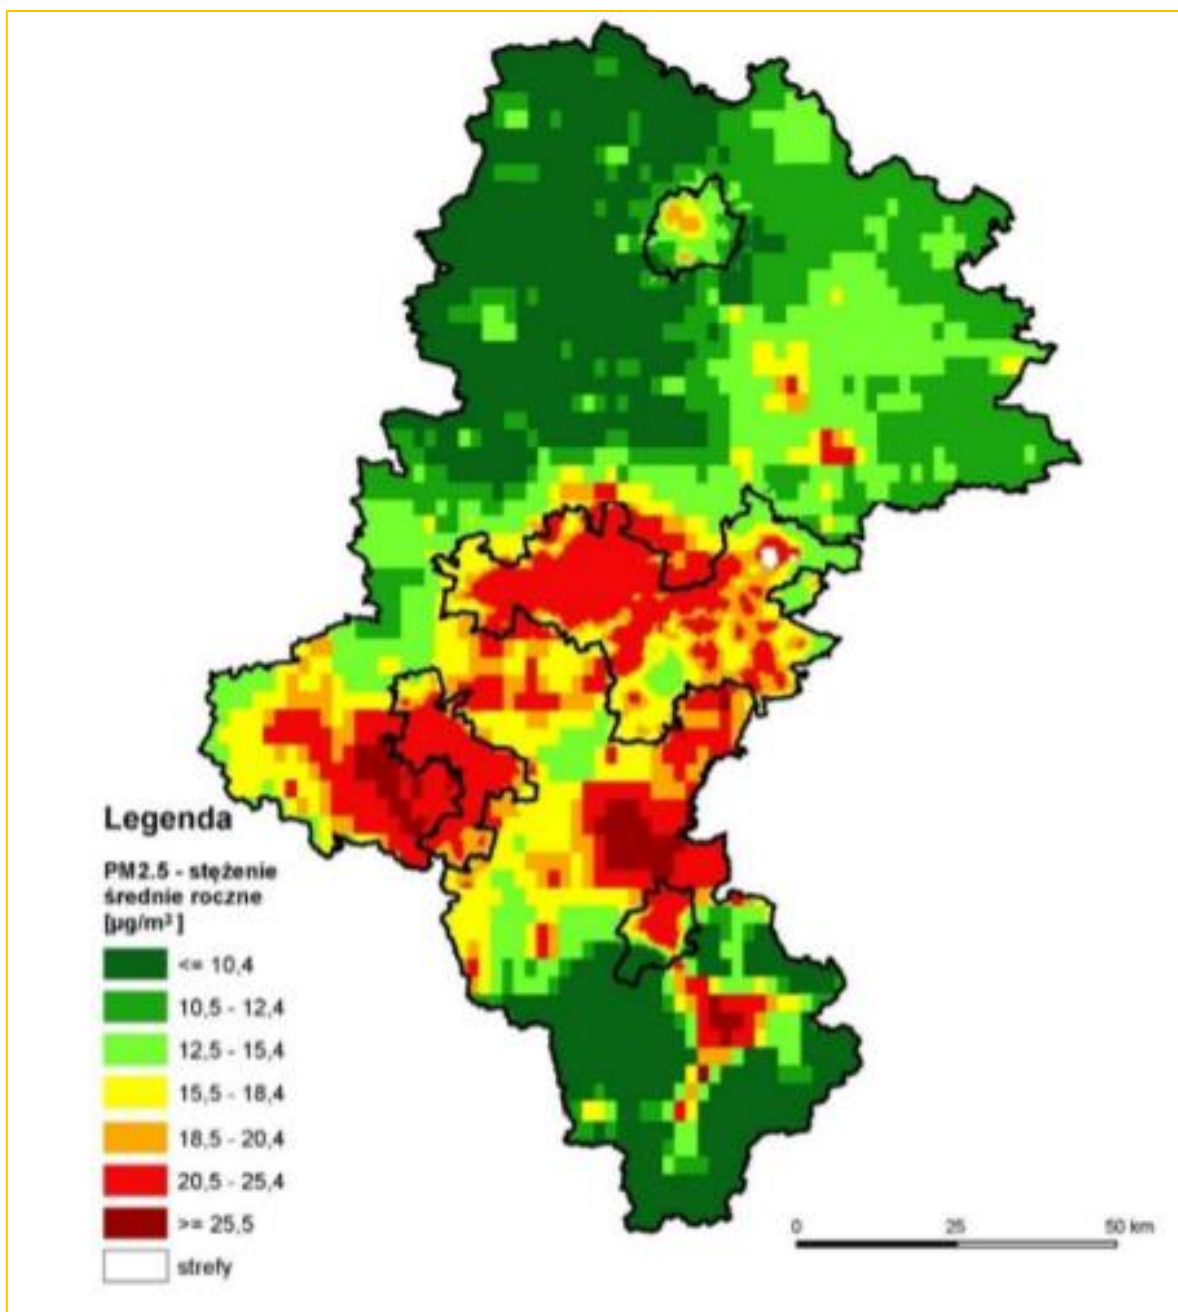 Legenda
PM2.5 - stężenie
średnie roczne
[µg/m³ ]
<= 10,4
10,5 - 12,4
12,5 - 15,4
15,5 - 18,4
18,5 - 20,4
20,5 - 25,4
>= 25,5
strefy
0 25 50 km